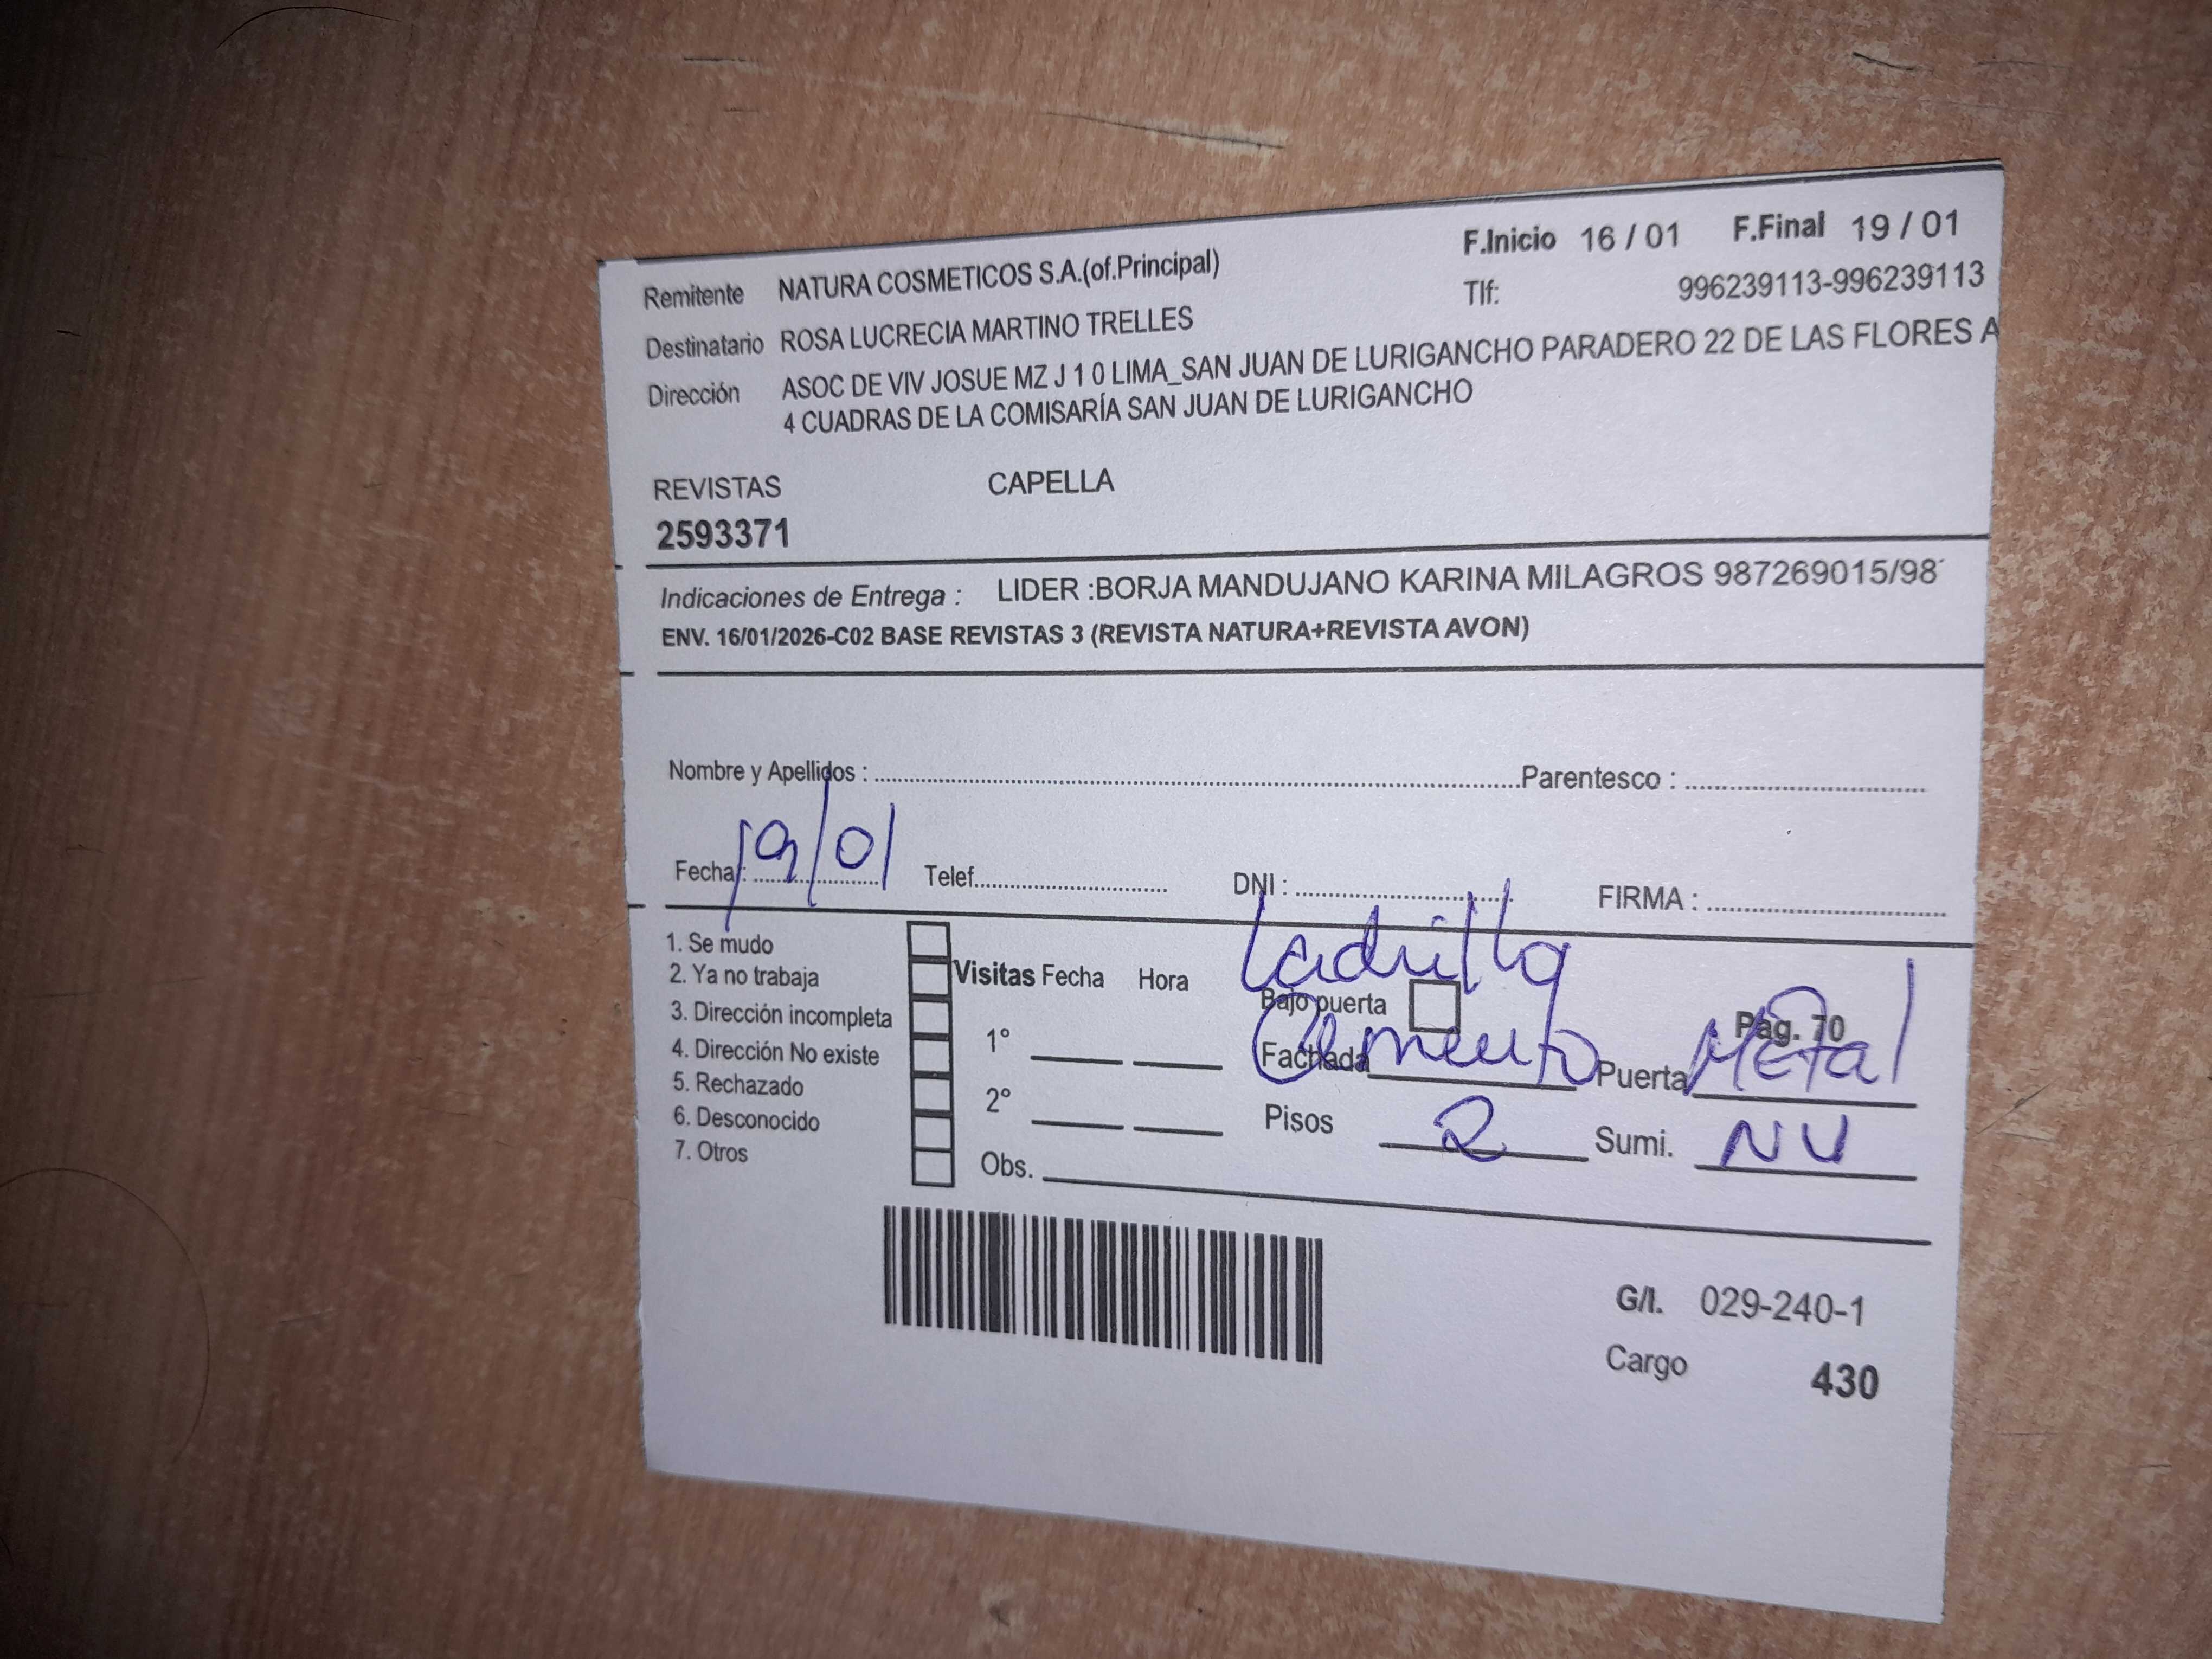 F.Inicio 16 / 01 F.Final 19 / 01
Remitente NATURA COSMETICOS S.A.(of.Principal)
Tlf: 996239113-996239113
Destinatario ROSA LUCRECIA MARTINO TRELLES
Dirección ASOC DE VIV JOSUE MZ J 1 0 LIMA_SAN JUAN DE LURIGANCHO PARADERO 22 DE LAS FLORES A
4 CUADRAS DE LA COMISARÍA SAN JUAN DE LURIGANCHO
REVISTAS CAPELLA
2593371
Indicaciones de Entrega : LIDER :BORJA MANDUJANO KARINA MILAGROS 987269015/98
ENV. 16/01/2026-C02 BASE REVISTAS 3 (REVISTA NATURA+REVISTA AVON)
Nombre y Apellidos : Parentesco :
Fecha : 19/01 Telef. DNI : FIRMA :
1. Se mudo
2. Ya no trabaja
3. Dirección incompleta
4. Dirección No existe
5. Rechazado
6. Desconocido
7. Otros
Visitas Fecha Hora
1°
2°
Obs.
Ladrillo
Bajo puerta
Pag. 70
Fachada Cemento Puerta Metal
Pisos 2 Sumi. NV
G/I. 029-240-1
Cargo 430